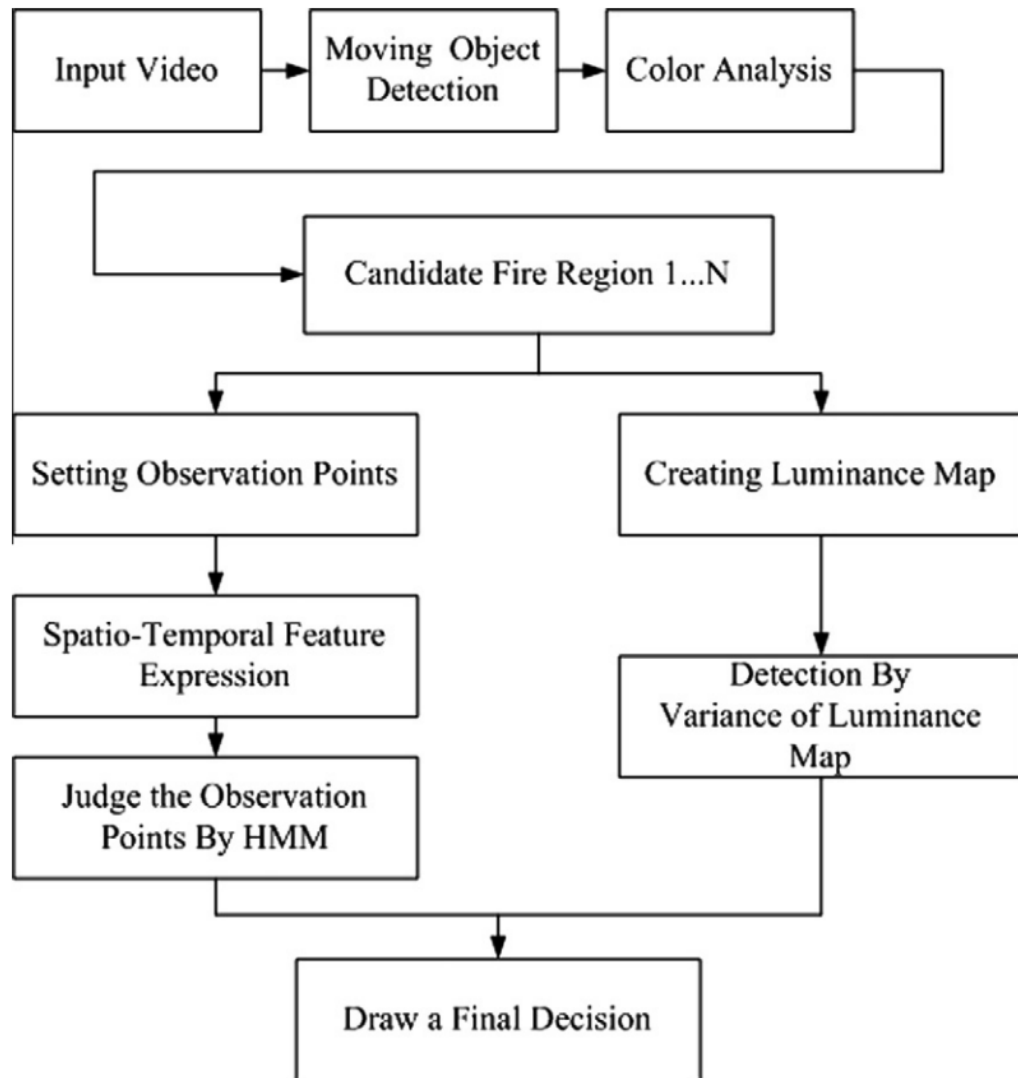 Input Video
Moving Object
Detection
Color Analysis
Candidate Fire Region 1...N
Setting Observation Points
Creating Luminance Map
Spatio-Temporal Feature
Expression
Detection By
Variance of Luminance
Map
Judge the Observation
Points By HMM
Draw a Final Decision